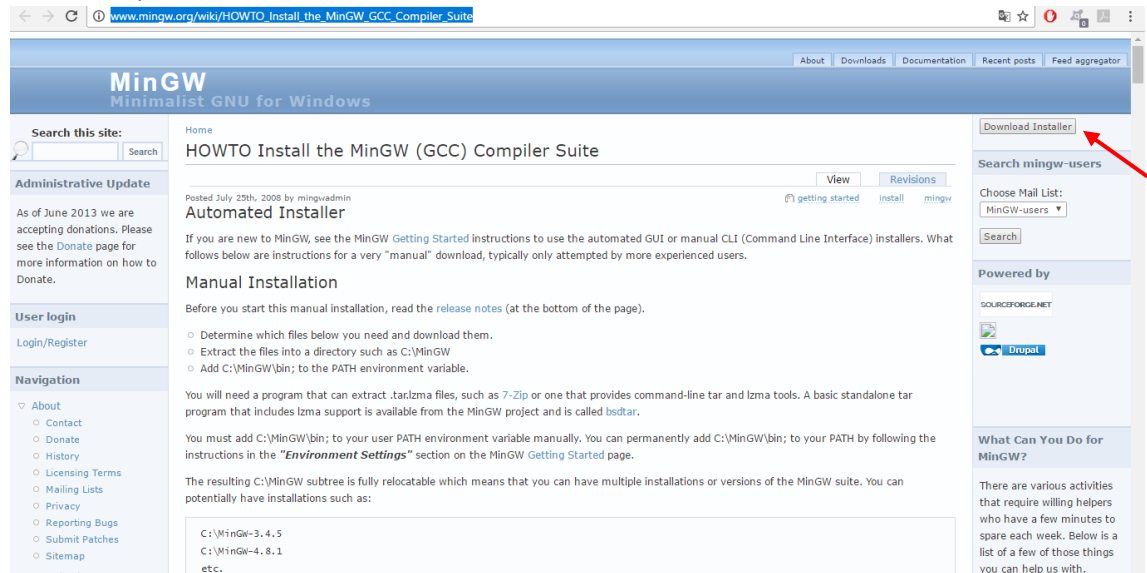 www.mingw.org/wiki/HOWTO_Install_the_MinGW_GCC_Compiler_Suite
About Downloads Documentation Recent posts Feed aggregator
MinGW
Minimalist GNU for Windows
Search this site:
Search
Administrative Update
As of June 2013 we are
accepting donations. Please
see the Donate page for
more information on how to
Donate.
User login
Login/Register
Navigation
About
Contact
Donate
History
Licensing Terms
Mailing Lists
Privacy
Reporting Bugs
Submit Patches
Sitemap
Home
HOWTO Install the MinGW (GCC) Compiler Suite
View Revisions
Posted July 25th, 2008 by mingwadmin
getting started install mingw
Automated Installer
If you are new to MinGW, see the MinGW Getting Started instructions to use the automated GUI or manual CLI (Command Line Interface) installers. What
follows below are instructions for a very "manual" download, typically only attempted by more experienced users.
Manual Installation
Before you start this manual installation, read the release notes (at the bottom of the page).
Determine which files below you need and download them.
Extract the files into a directory such as C:\MinGW
Add C:\MinGW\bin; to the PATH environment variable.
You will need a program that can extract .tar.lzma files, such as 7-Zip or one that provides command-line tar and lzma tools. A basic standalone tar
program that includes lzma support is available from the MinGW project and is called bsdtar.
You must add C:\MinGW\bin; to your user PATH environment variable manually. You can permanently add C:\MinGW\bin; to your PATH by following the
instructions in the "Environment Settings" section on the MinGW Getting Started page.
The resulting C:\MinGW subtree is fully relocatable which means that you can have multiple installations or versions of the MinGW suite. You can
potentially have installations such as:
C:\MinGW-3.4.5
C:\MinGW-4.8.1
etc.
Download Installer
Search mingw-users
Choose Mail List:
MinGW-users
Search
Powered by
SOURCEFORGE.NET
Drupal
What Can You Do for
MinGW?
There are various activities
that require willing helpers
who have a few minutes to
spare each week. Below is a
list of a few of those things
you can help us with.